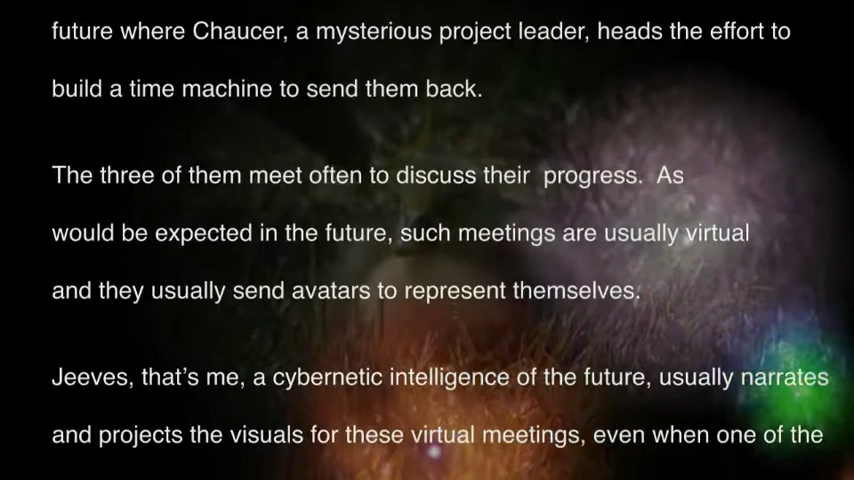 future where Chaucer, a mysterious project leader, heads the effort to
build a time machine to send them back.
The three of them meet often to discuss their  progress.  As
would be expected in the future, such meetings are usually virtual
and they usually send avatars to represent themselves.
Jeeves, that’s me, a cybernetic intelligence of the future, usually narrates
and projects the visuals for these virtual meetings, even when one of the